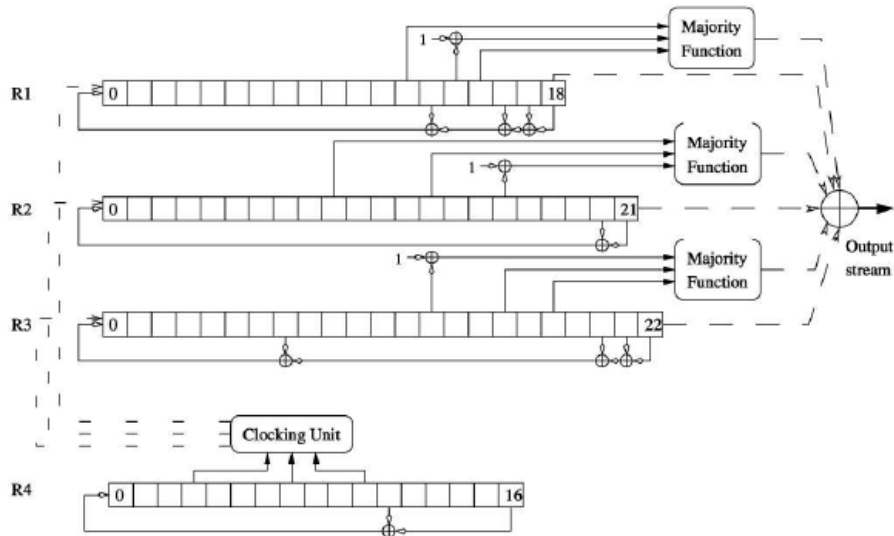 Majority
Function
1
R1
0
18
Majority
Function
1
R2
0
21
Output
stream
Majority
Function
1
R3
0
22
Clocking Unit
R4
0
16